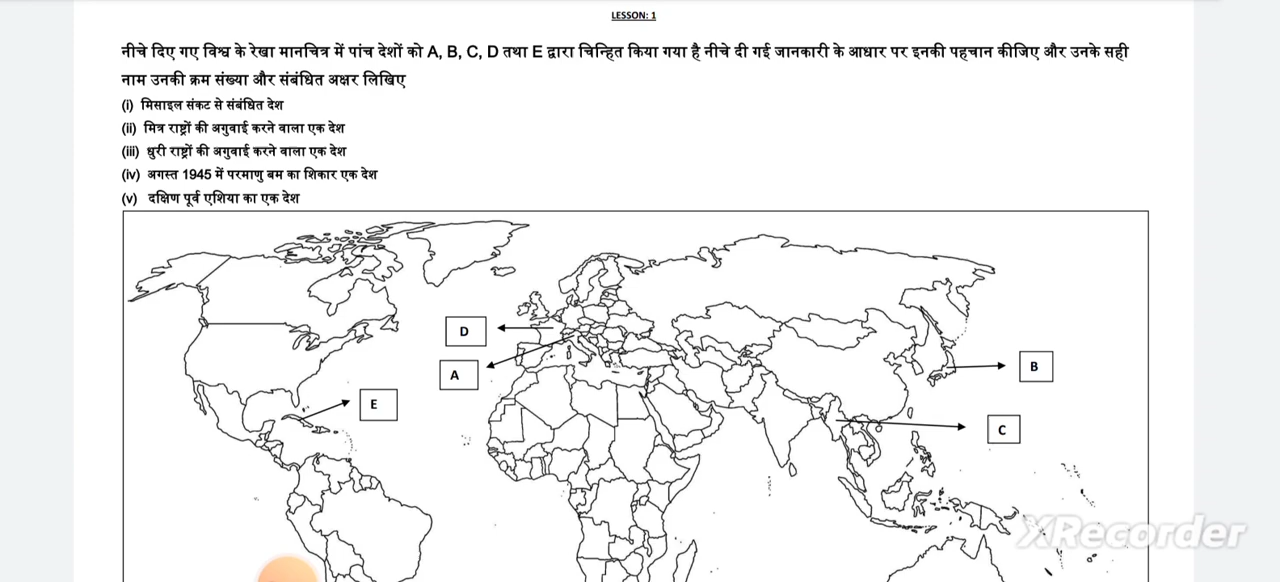 LESSON: 1
नीचे दिए गए विश्व के रेखा मानचित्र में पांच देशों को A, B, C, D तथा E द्वारा चिन्हित किया गया है नीचे दी गई जानकारी के आधार पर इनकी पहचान कीजिए और उनके सही
नाम उनकी क्रम संख्या और संबंधित अक्षर लिखिए
(i) मिसाइल संकट से संबंधित देश
(ii) मित्र राष्ट्रों की अगुवाई करने वाला एक देश
(iii) धुरी राष्ट्रों की अगुवाई करने वाला एक देश
(iv) अगस्त 1945 में परमाणु बम का शिकार एक देश
(v) दक्षिण पूर्व एशिया का एक देश
D
A
B
E
C
XRecorder